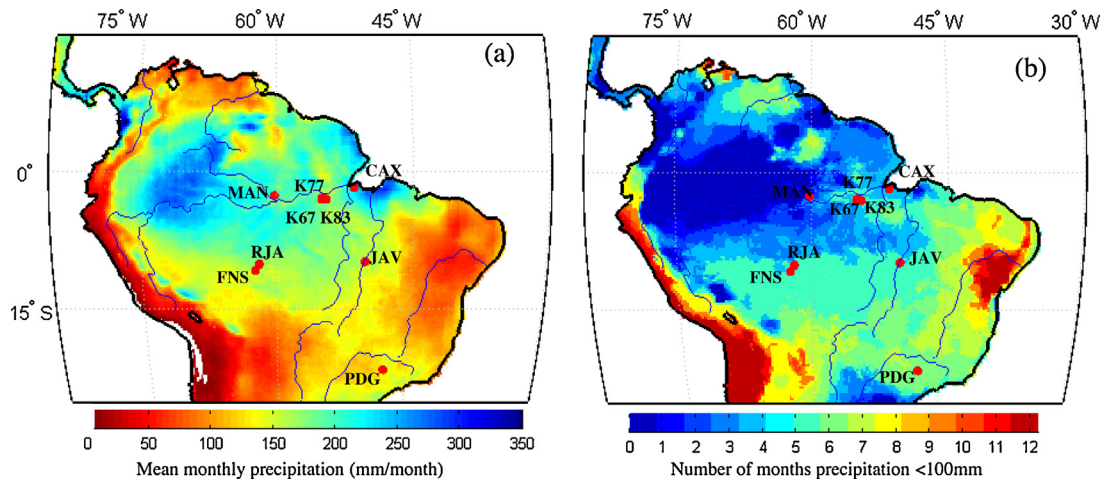 75° W 60° W 45° W
(a)
0°
15° S
CAX
K77
MAN
K67 K83
RJA
FNS
JAV
PDG
0 50 100 150 200 250 300 350
Mean monthly precipitation (mm/month)
75° W 60° W 45° W 30° W
(b)
CAX
K77
MAN
K67 K83
RJA
FNS
JAV
PDG
0 1 2 3 4 5 6 7 8 9 10 11 12
Number of months precipitation <100mm